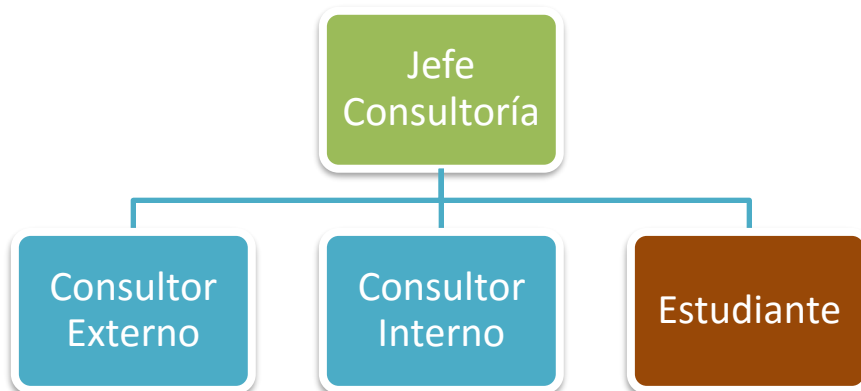 Jefe
Consultoría
Consultor
Externo
Consultor
Interno
Estudiante